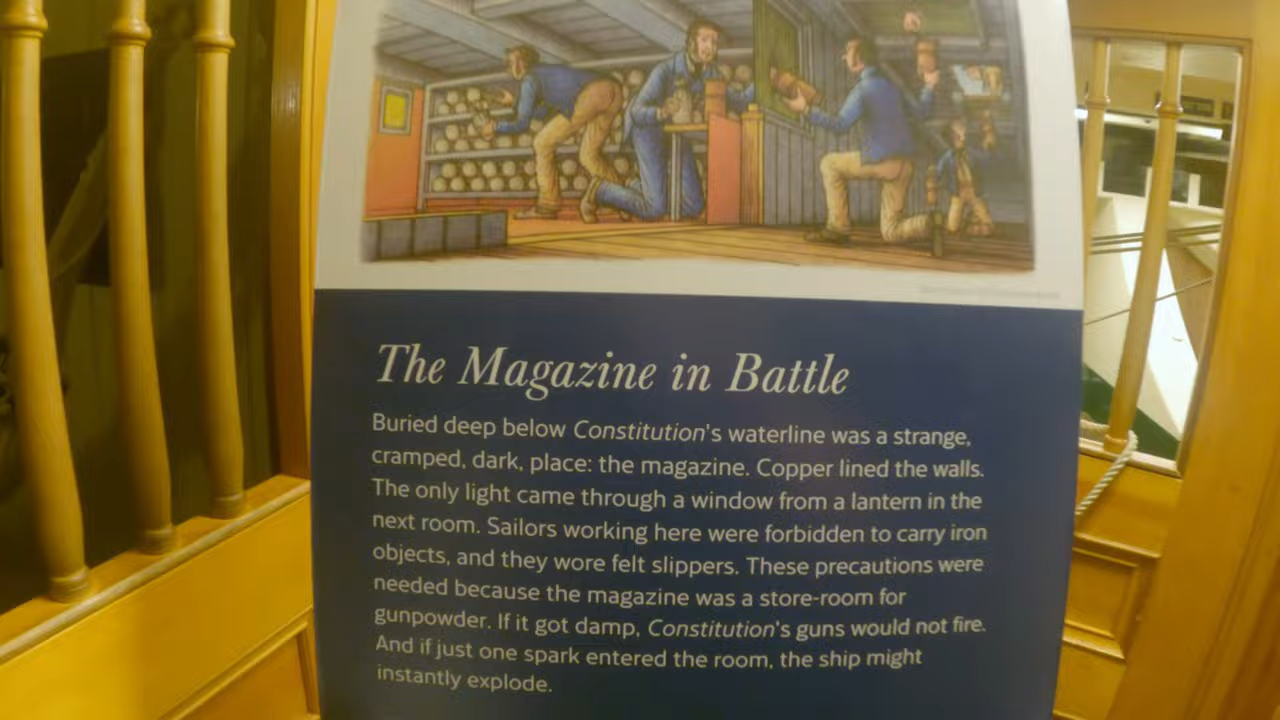 The Magazine in Battle
Buried deep below Constitution's waterline was a strange,
cramped, dark, place: the magazine. Copper lined the walls.
The only light came through a window from a lantern in the
next room. Sailors working here were forbidden to carry iron
objects, and they wore felt slippers. These precautions were
needed because the magazine was a store-room for
gunpowder. If it got damp, Constitution's guns would not fire.
And if just one spark entered the room, the ship might
instantly explode.